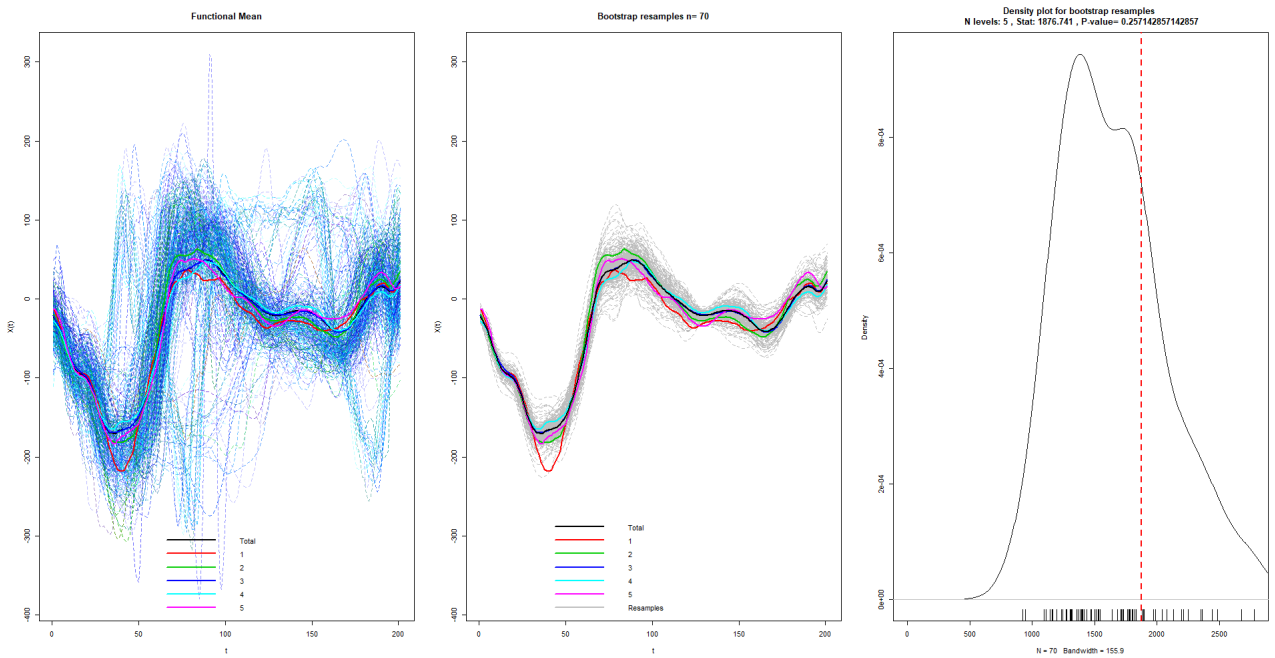 Functional Mean
300
200
100
0
-100
-200
-300
-400
X(t)
Total
1
2
3
4
5
0
50
100
150
200
t
Bootstrap resamples n= 70
300
200
100
0
-100
-200
-300
-400
X(t)
Total
1
2
3
4
5
Resamples
0
50
100
150
200
t
Density plot for bootstrap resamples
N levels: 5 , Stat: 1876.741 , P-value= 0.257142857142857
8e-04
6e-04
4e-04
2e-04
0e+00
Density
0
500
1000
1500
2000
2500
N = 70 Bandwidth = 155.9